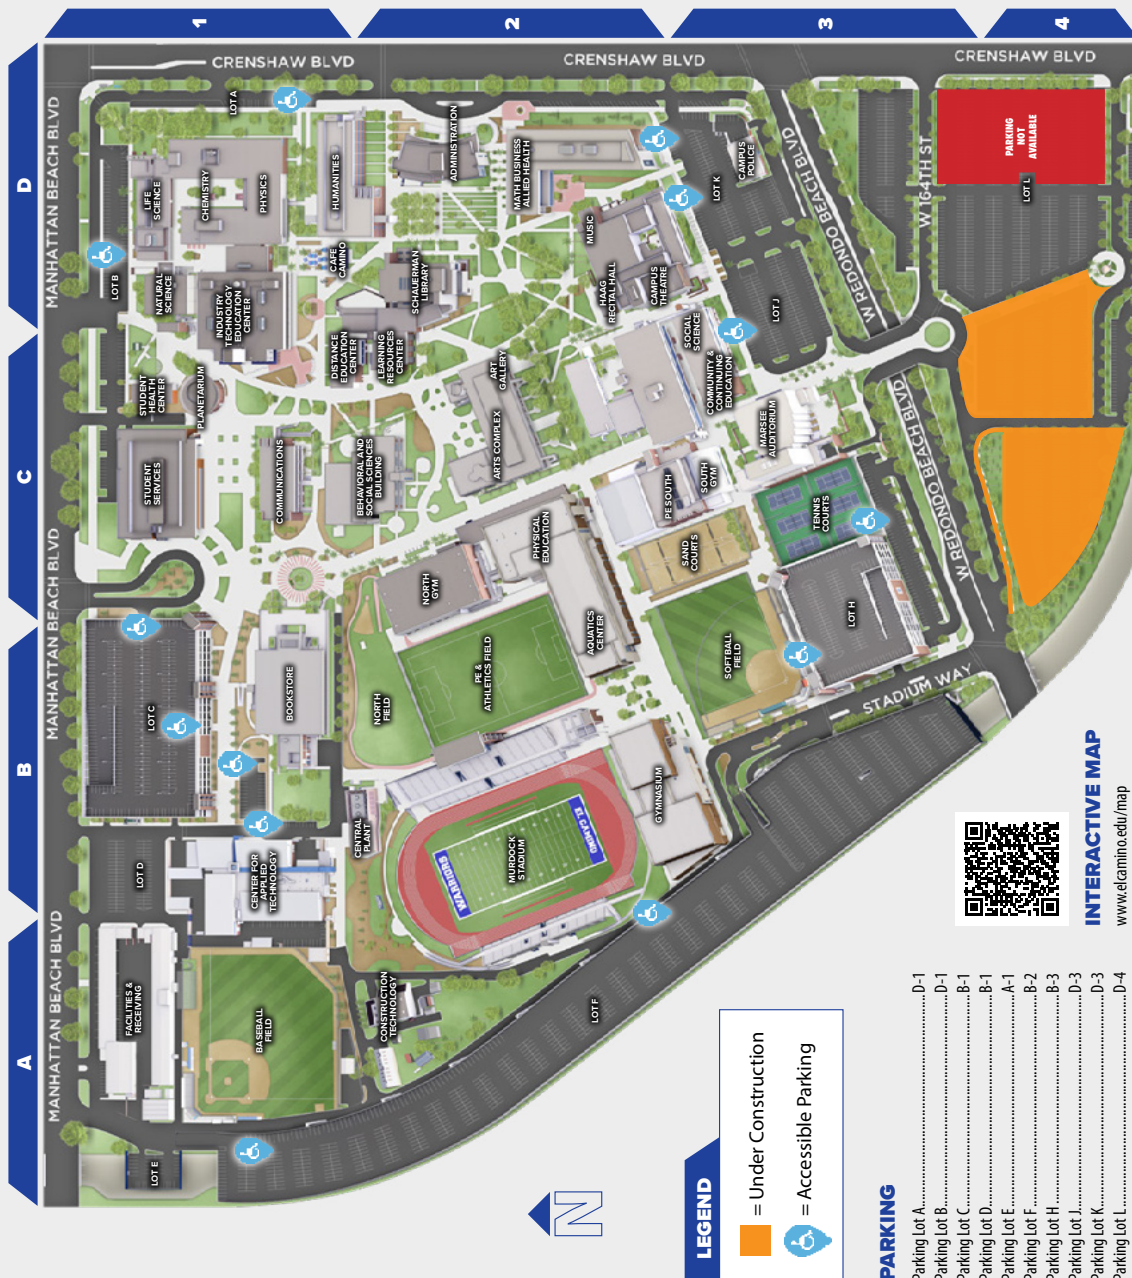 1
2
3
4
A
B
C
D
CRENSHAW BLVD
CRENSHAW BLVD
CRENSHAW BLVD
MANHATTAN BEACH BLVD
MANHATTAN BEACH BLVD
MANHATTAN BEACH BLVD
W REDONDO BEACH BLVD
W REDONDO BEACH BLVD
W 164TH ST
STADIUM WAY
LOT A
LOT B
LIFE
SCIENCE
CHEMISTRY
PHYSICS
HUMANITIES
ADMINISTRATION
MATH BUSINESS
ALLIED HEALTH
CAMPUS
POLICE
LOT K
PARKING
NOT
AVAILABLE
LOT L
NATURAL
SCIENCE
INDUSTRY
TECHNOLOGY
EDUCATION
CENTER
CAFE
CAMINO
SCHAUERMAN
LIBRARY
MUSIC
HAAG
RECITAL HALL
CAMPUS
THEATRE
LOT J
STUDENT
HEALTH
CENTER
PLANETARIUM
DISTANCE
EDUCATION
CENTER
LEARNING
RESOURCES
CENTER
ART
GALLERY
ARTS COMPLEX
SOCIAL
SCIENCE
COMMUNITY &
CONTINUING
EDUCATION
MARSEE
AUDITORIUM
STUDENT
SERVICES
COMMUNICATIONS
BEHAVIORAL AND
SOCIAL SCIENCES
BUILDING
PHYSICAL
EDUCATION
PE SOUTH
SOUTH
GYM
TENNIS
COURTS
SAND
COURTS
NORTH
GYM
AQUATICS
CENTER
LOT H
SOFTBALL
FIELD
PE &
ATHLETICS FIELD
NORTH
FIELD
BOOKSTORE
LOT C
LOT D
CENTER FOR
APPLIED
TECHNOLOGY
CENTRAL
PLANT
WARRIORS
MURDOCK
STADIUM
EL CAMINO
GYMNASIUM
FACILITIES &
RECEIVING
BASEBALL
FIELD
CONSTRUCTION
TECHNOLOGY
LOT F
LOT E
N
LEGEND
= Under Construction
= Accessible Parking
PARKING
Parking Lot A....................D-1
Parking Lot B....................D-1
Parking Lot C....................B-1
Parking Lot D....................B-1
Parking Lot E....................A-1
Parking Lot F....................B-2
Parking Lot H....................B-3
Parking Lot J....................D-3
Parking Lot K....................D-3
Parking Lot L....................D-4
INTERACTIVE MAP
www.elcamino.edu/map